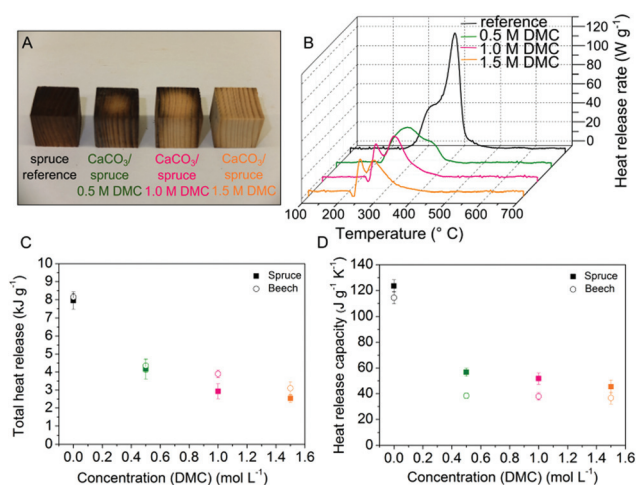 A
spruce
reference
CaCO₃/
spruce
0.5 M DMC
CaCO₃/
spruce
1.0 M DMC
CaCO₃/
spruce
1.5 M DMC
B
reference
0.5 M DMC
1.0 M DMC
1.5 M DMC
120
100
80
60
40
20
0
Heat release rate (W g⁻¹)
100 200 300 400 500 600 700
Temperature (° C)
C
Spruce
Beech
10
9
8
7
6
5
4
3
2
1
0
Total heat release (kJ g⁻¹)
0.0 0.2 0.4 0.6 0.8 1.0 1.2 1.4 1.6
Concentration (DMC) (mol L⁻¹)
D
Spruce
Beech
140
120
100
80
60
40
20
0
Heat release capacity (J g⁻¹ K⁻¹)
0.0 0.2 0.4 0.6 0.8 1.0 1.2 1.4 1.6
Concentration (DMC) (mol L⁻¹)